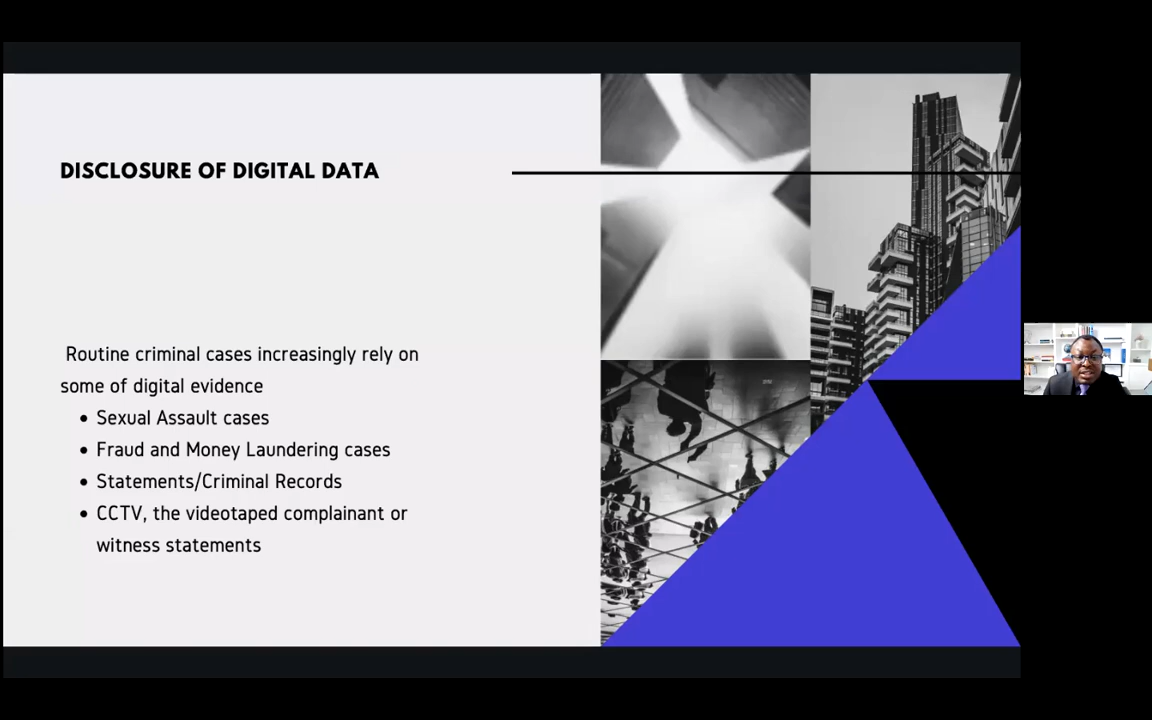 DISCLOSURE OF DIGITAL DATA
Routine criminal cases increasingly rely on
some of digital evidence
• Sexual Assault cases
• Fraud and Money Laundering cases
• Statements/Criminal Records
• CCTV, the videotaped complainant or
witness statements